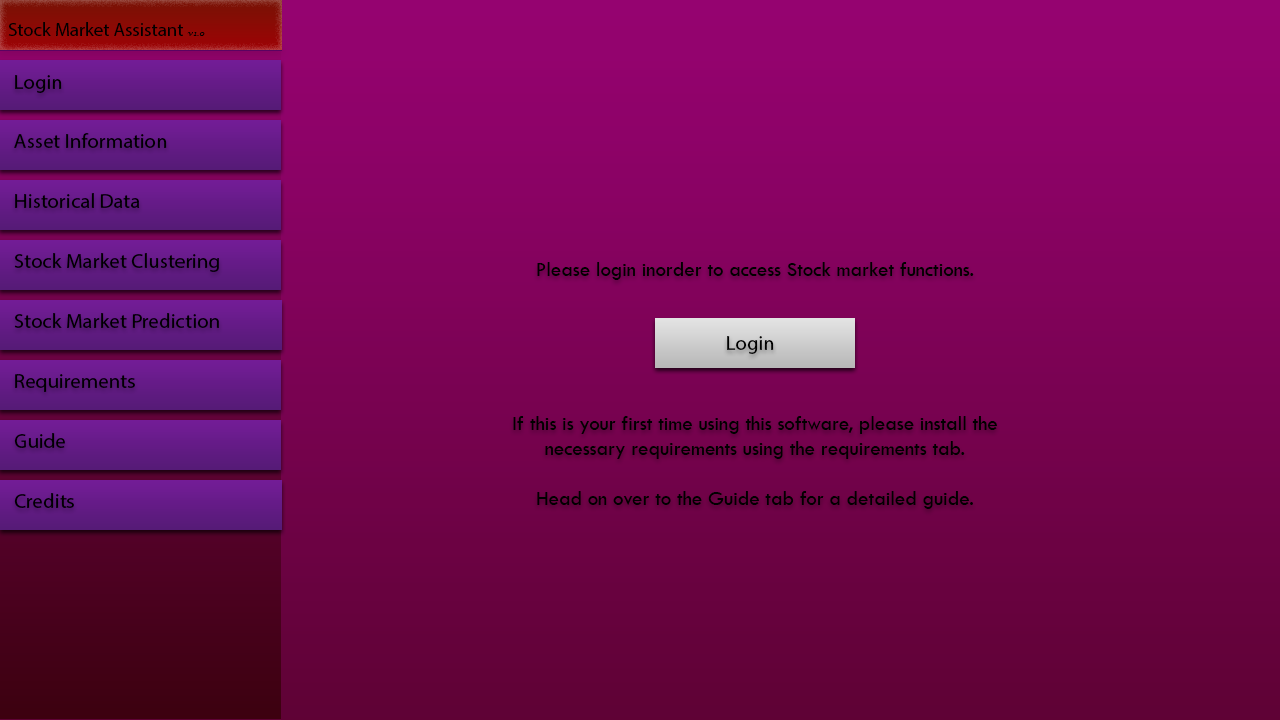 Stock Market Assistant v1.0
Login
Asset Information
Historical Data
Stock Market Clustering
Stock Market Prediction
Requirements
Guide
Credits
Please login inorder to access Stock market functions.
Login
If this is your first time using this software, please install the
necessary requirements using the requirements tab.
Head on over to the Guide tab for a detailed guide.